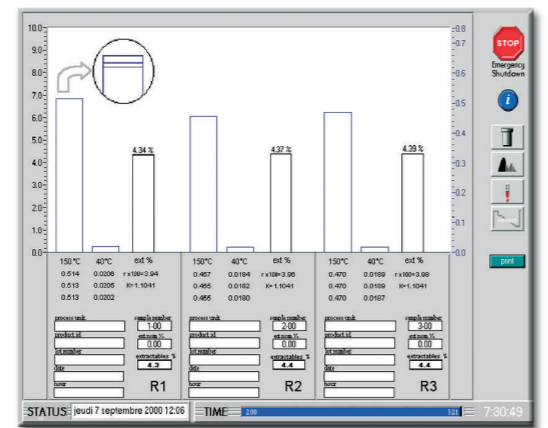 10.0
9.0
8.0
7.0
6.0
5.0
4.0
3.0
2.0
1.0
0.0
4.34 %
4.37 %
4.39 %
0.8
0.7
0.6
0.5
0.4
0.3
0.2
0.1
0.0
STOP
Emergency
Shutdown
i
print
150°C 40°C ext %
0.514 0.0206 r x100=3.94
0.513 0.0205 K=1.1041
0.513 0.0202
150°C 40°C ext %
0.467 0.0184 r x100=3.96
0.465 0.0182 K=1.1041
0.465 0.0180
150°C 40°C ext %
0.470 0.0189 r x100=3.98
0.470 0.0189 K=1.1041
0.470 0.0187
process unit sample number
1-00
product id ext nom %
0.00
lot number extractables %
4.3
date
hour R1
process unit sample number
2-00
product id ext nom %
0.00
lot number extractables %
4.4
date
hour R2
process unit sample number
3-00
product id ext nom %
0.00
lot number extractables %
4.4
date
hour R3
STATUS jeudi 7 septembre 2000 12:06 TIME 2:00 7:30:49